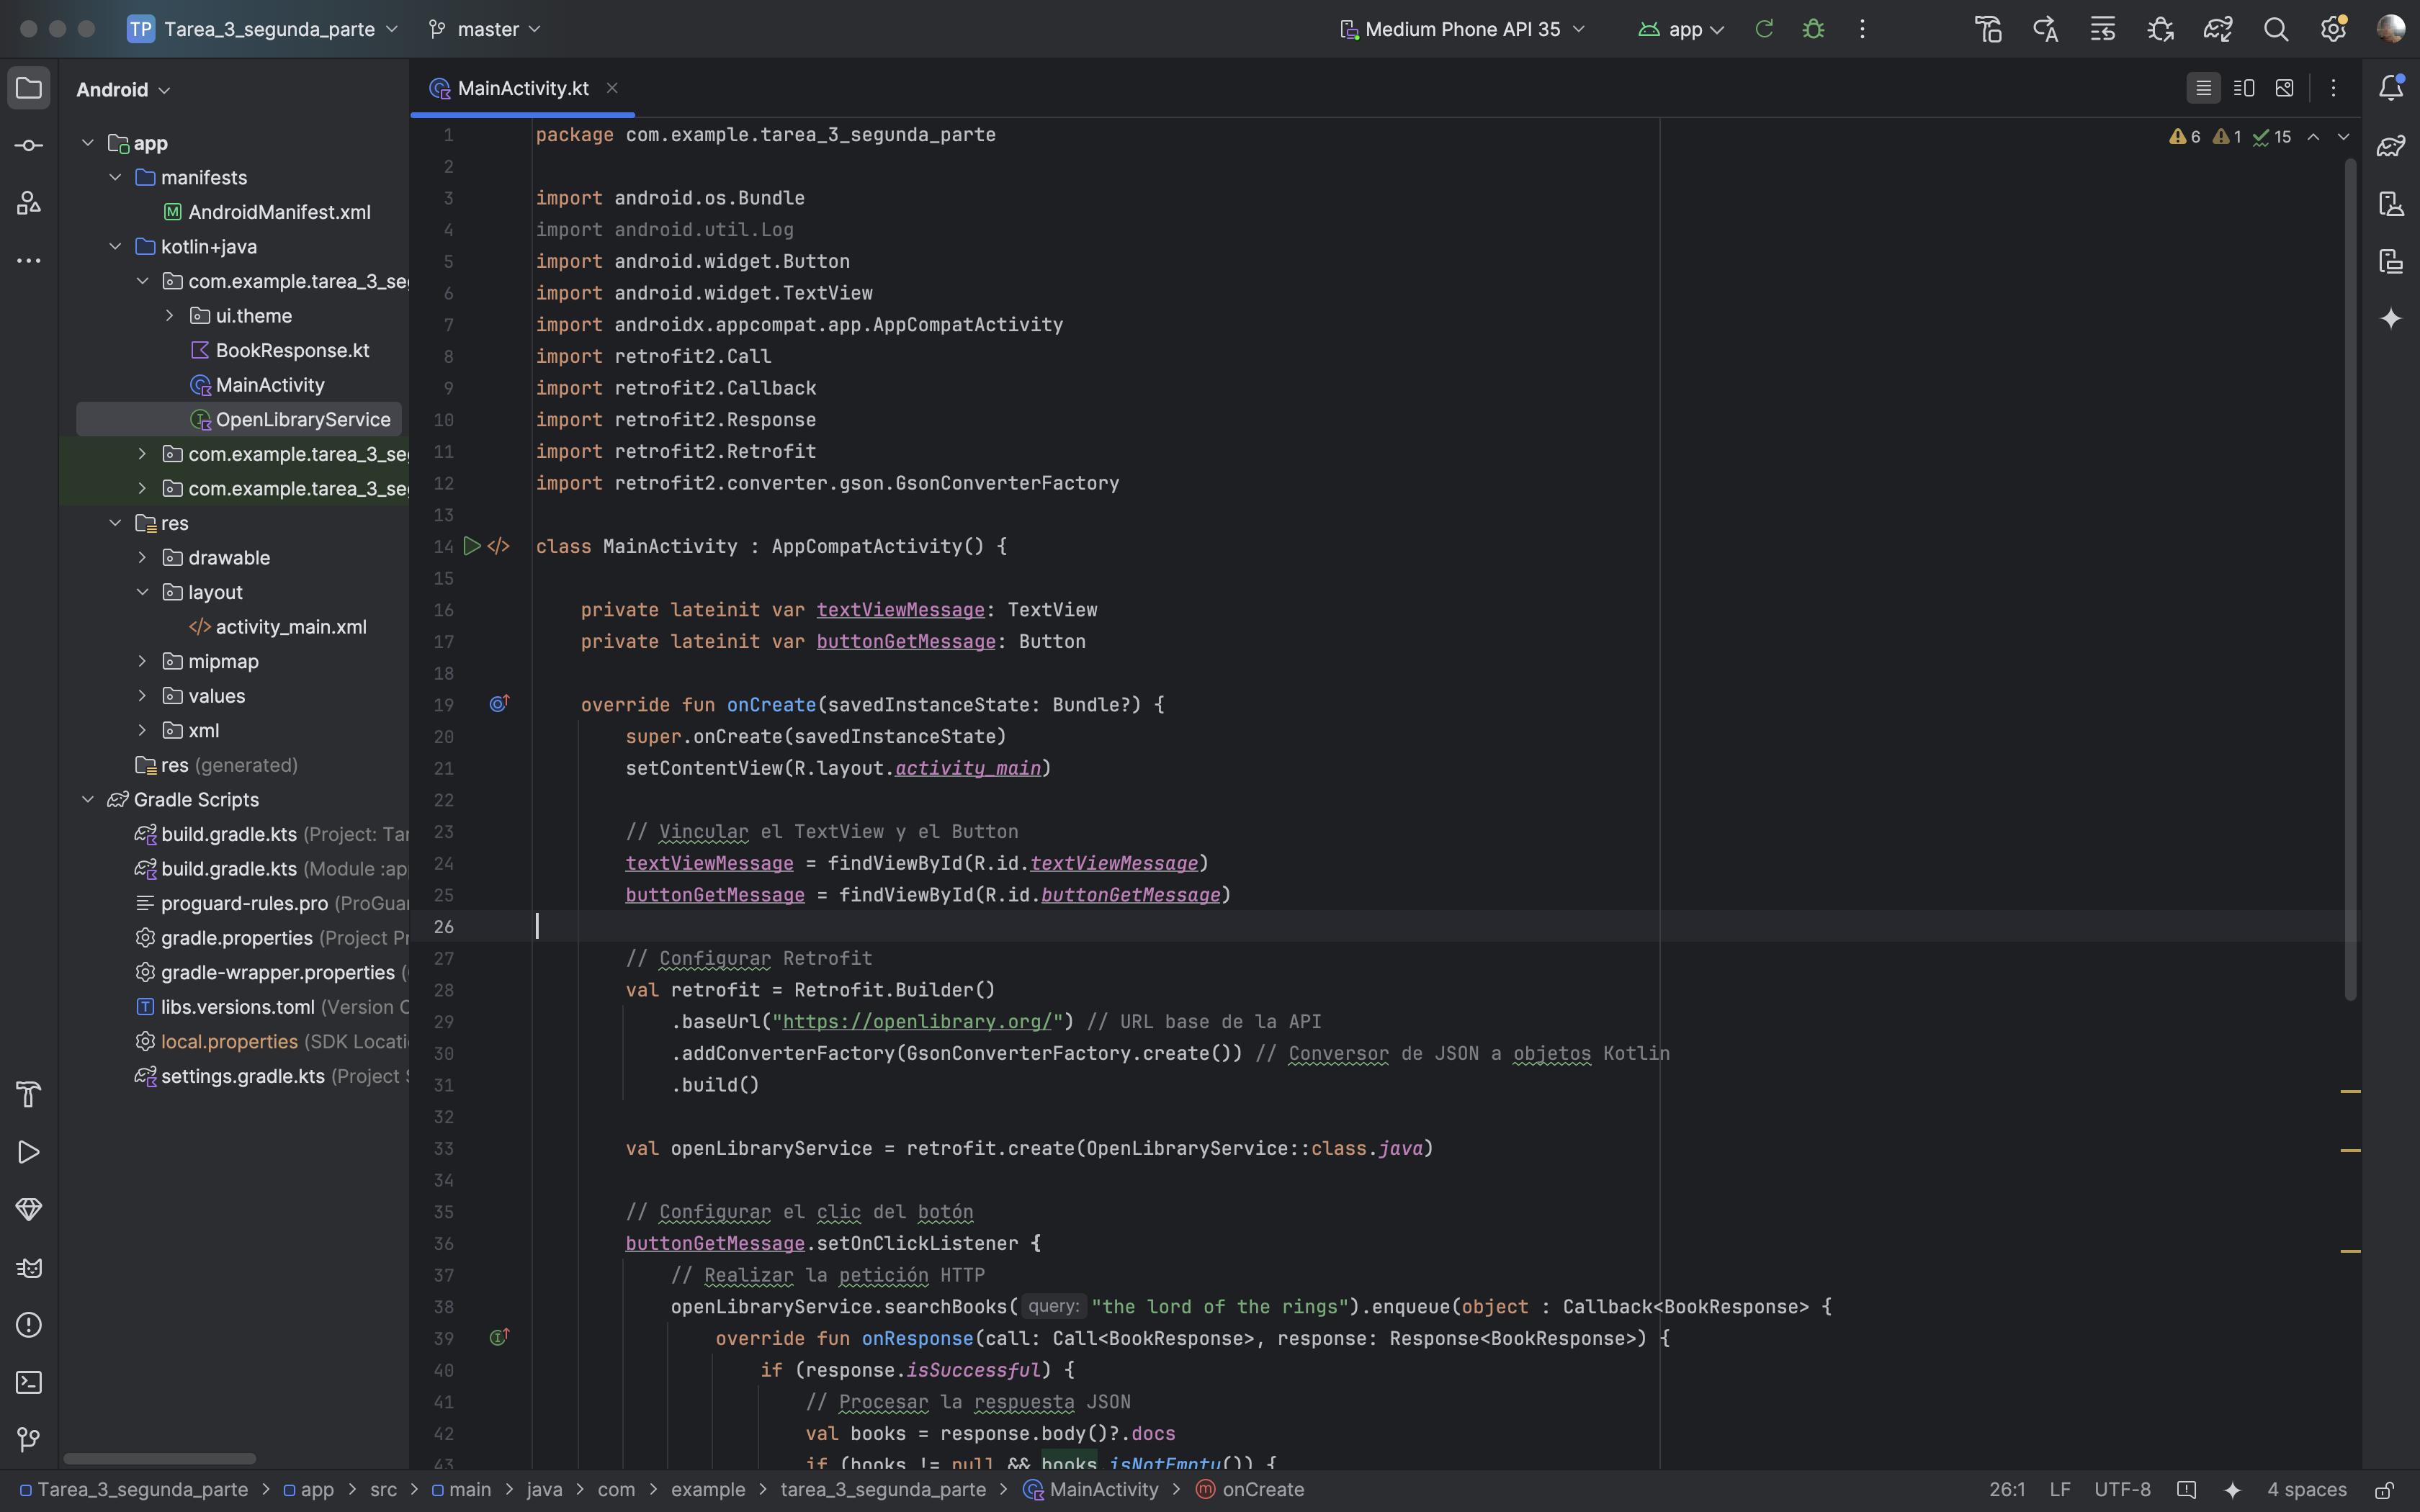 TP Tarea_3_segunda_parte master Medium Phone API 35 app
Android
MainActivity.kt
app
manifests
AndroidManifest.xml
kotlin+java
com.example.tarea_3_se
ui.theme
BookResponse.kt
MainActivity
OpenLibraryService
com.example.tarea_3_se
com.example.tarea_3_se
res
drawable
layout
activity_main.xml
mipmap
values
xml
res (generated)
Gradle Scripts
build.gradle.kts (Project: Tar
build.gradle.kts (Module :ap
proguard-rules.pro (ProGua
gradle.properties (Project Pr
gradle-wrapper.properties (
libs.versions.toml (Version C
local.properties (SDK Locati
settings.gradle.kts (Project S
6 1 15
1 package com.example.tarea_3_segunda_parte
2
3 import android.os.Bundle
4 import android.util.Log
5 import android.widget.Button
6 import android.widget.TextView
7 import androidx.appcompat.app.AppCompatActivity
8 import retrofit2.Call
9 import retrofit2.Callback
10 import retrofit2.Response
11 import retrofit2.Retrofit
12 import retrofit2.converter.gson.GsonConverterFactory
13
14 class MainActivity : AppCompatActivity() {
15
16 private lateinit var textViewMessage: TextView
17 private lateinit var buttonGetMessage: Button
18
19 override fun onCreate(savedInstanceState: Bundle?) {
20 super.onCreate(savedInstanceState)
21 setContentView(R.layout.activity_main)
22
23 // Vincular el TextView y el Button
24 textViewMessage = findViewById(R.id.textViewMessage)
25 buttonGetMessage = findViewById(R.id.buttonGetMessage)
26
27 // Configurar Retrofit
28 val retrofit = Retrofit.Builder()
29 .baseUrl("https://openlibrary.org/") // URL base de la API
30 .addConverterFactory(GsonConverterFactory.create()) // Conversor de JSON a objetos Kotlin
31 .build()
32
33 val openLibraryService = retrofit.create(OpenLibraryService::class.java)
34
35 // Configurar el clic del botón
36 buttonGetMessage.setOnClickListener {
37 // Realizar la petición HTTP
38 openLibraryService.searchBooks( query: "the lord of the rings").enqueue(object : Callback<BookResponse> {
39 override fun onResponse(call: Call<BookResponse>, response: Response<BookResponse>) {
40 if (response.isSuccessful) {
41 // Procesar la respuesta JSON
42 val books = response.body()?.docs
43 if (books != null && books.isNotEmpty()) {
Tarea_3_segunda_parte > app > src > main > java > com > example > tarea_3_segunda_parte > MainActivity > onCreate 26:1 LF UTF-8 4 spaces